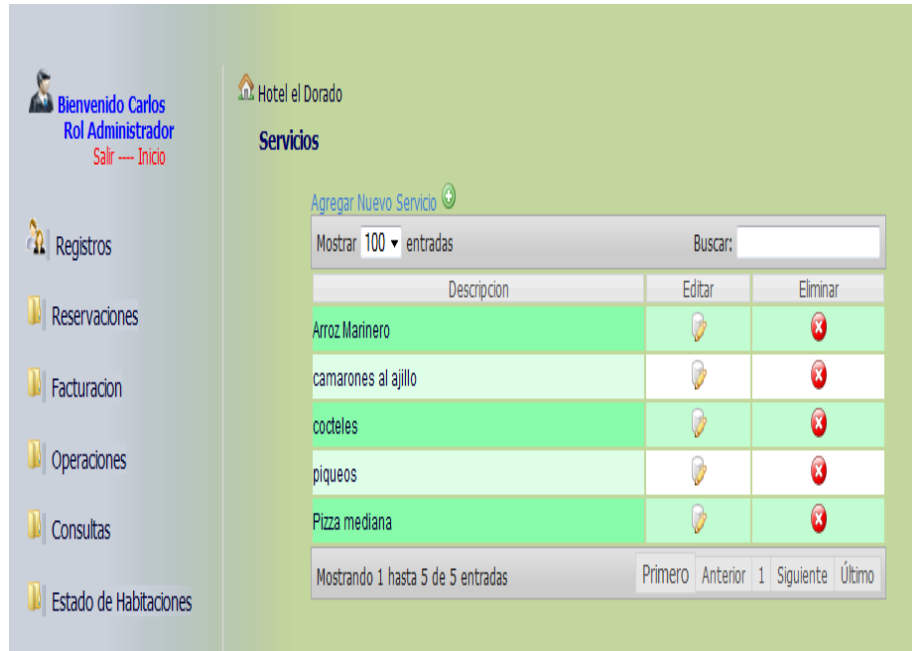 Bienvenido Carlos
Rol Administrador
Salir ---- Inicio
Registros
Reservaciones
Facturacion
Operaciones
Consultas
Estado de Habitaciones
Hotel el Dorado
Servicios
Agregar Nuevo Servicio
Mostrar 100 entradas Buscar:
Descripcion Editar Eliminar
Arroz Marinero
camarones al ajillo
cocteles
piqueos
Pizza mediana
Mostrando 1 hasta 5 de 5 entradas Primero Anterior 1 Siguiente Último